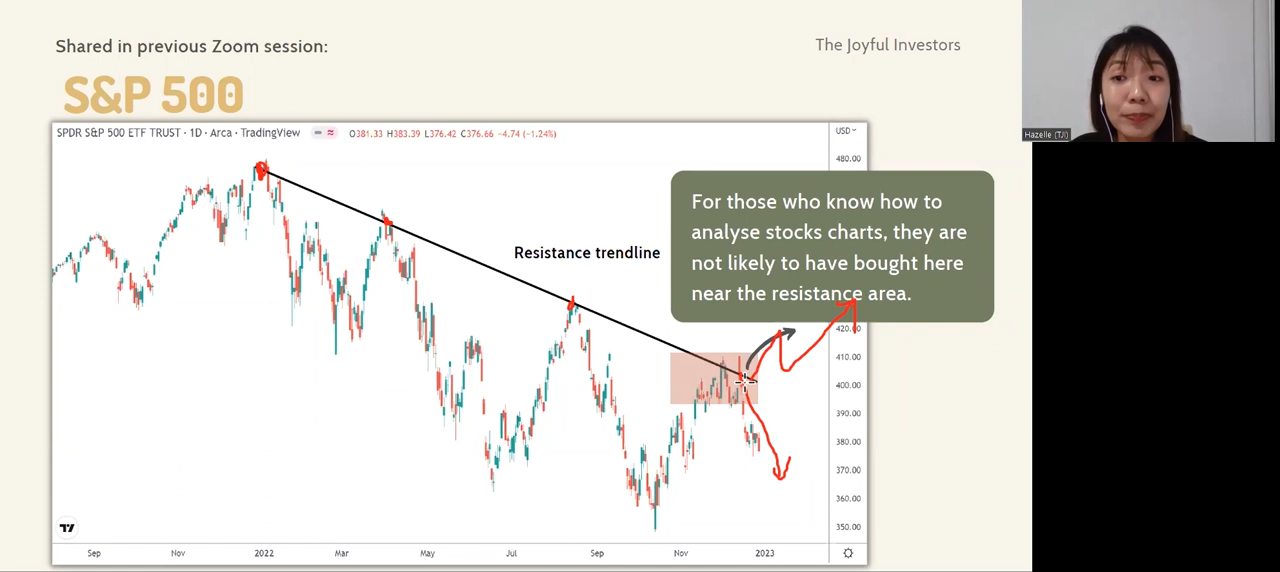 Shared in previous Zoom session:
The Joyful Investors
S&P 500
SPDR S&P 500 ETF TRUST · 1D · Arca · TradingView
O381.33 H383.39 L376.42 C376.66 -4.74 (-1.24%)
USD
480.00
For those who know how to
analyse stocks charts, they are
not likely to have bought here
near the resistance area.
Resistance trendline
420.00
410.00
400.00
390.00
380.00
370.00
360.00
350.00
Sep
Nov
2022
Mar
May
Jul
Sep
Nov
2023
Hazelle (TJI)